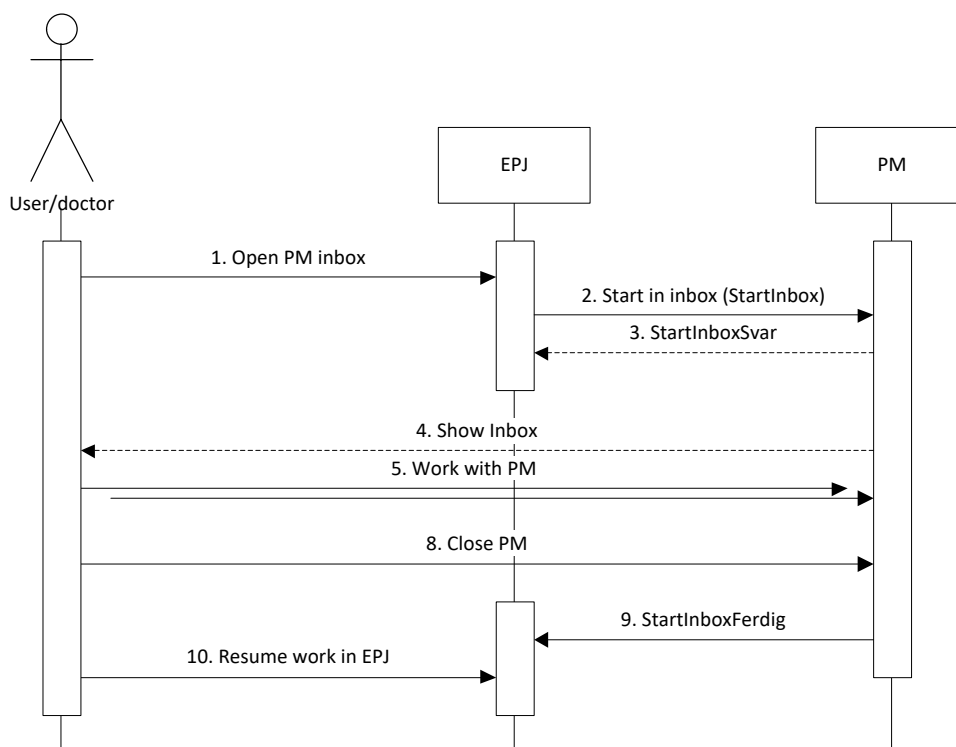 User/doctor
EPJ
PM
1. Open PM inbox
2. Start in inbox (StartInbox)
3. StartInboxSvar
4. Show Inbox
5. Work with PM
8. Close PM
9. StartInboxFerdig
10. Resume work in EPJ